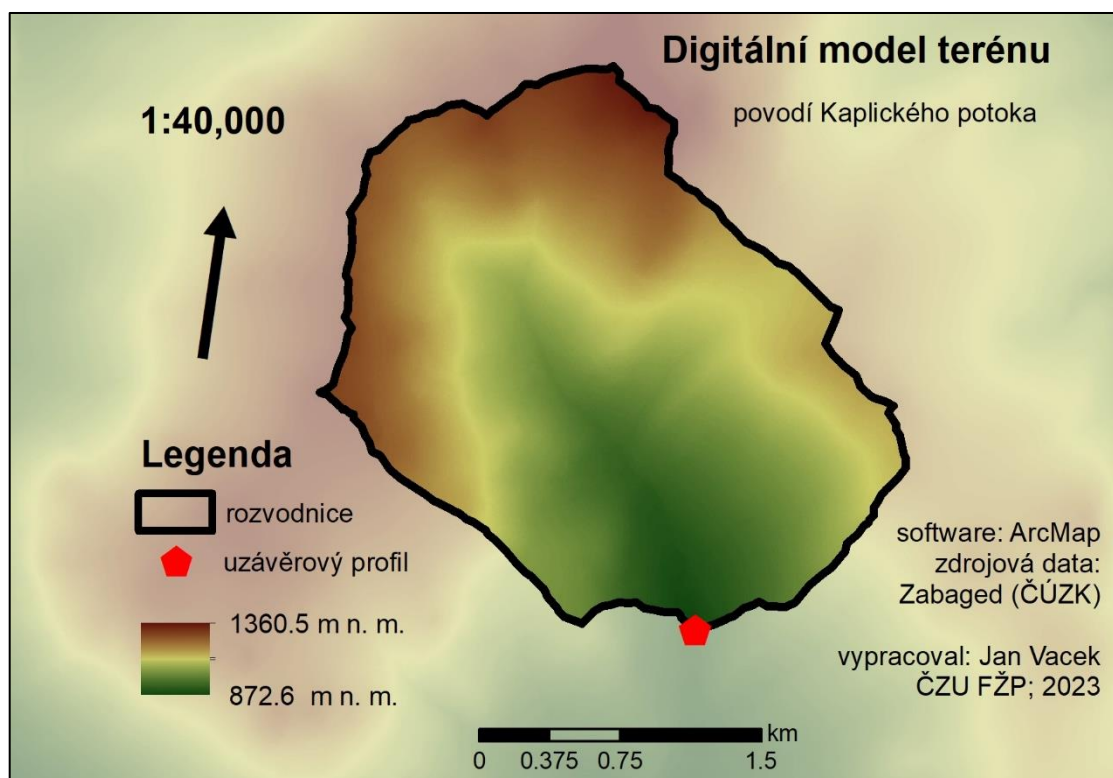 Digitální model terénu
povodí Kaplického potoka
1:40,000
Legenda
rozvodnice
uzávěrový profil
1360.5 m n. m.
872.6 m n. m.
software: ArcMap
zdrojová data:
Zabaged (ČÚZK)
vypracoval: Jan Vacek
ČZU FŽP; 2023
km
0 0.375 0.75 1.5